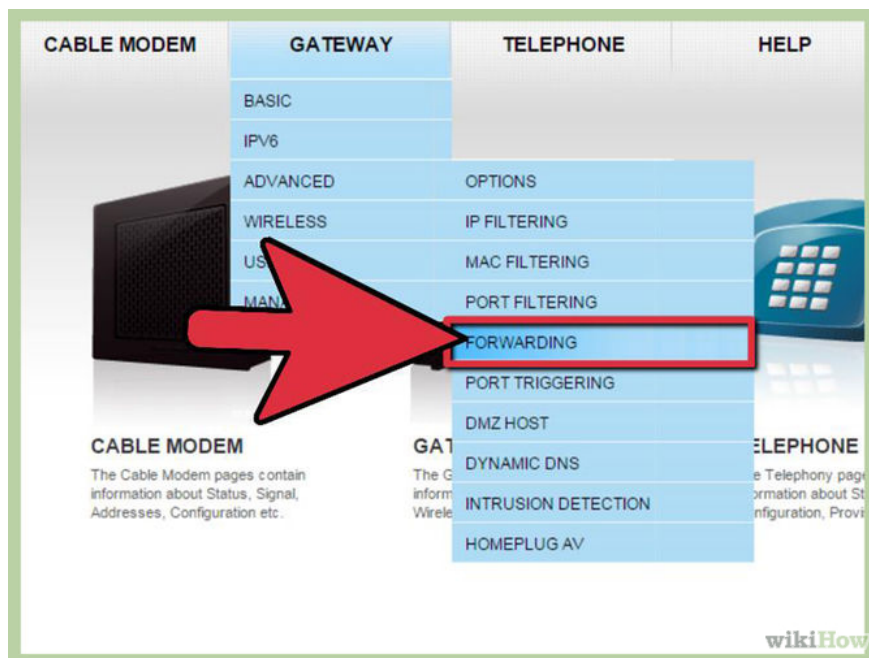 CABLE MODEM
GATEWAY
TELEPHONE
HELP
BASIC
IPV6
ADVANCED
WIRELESS
OPTIONS
IP FILTERING
MAC FILTERING
PORT FILTERING
FORWARDING
PORT TRIGGERING
DMZ HOST
DYNAMIC DNS
INTRUSION DETECTION
HOMEPLUG AV
CABLE MODEM
The Cable Modem pages contain
information about Status, Signal,
Addresses, Configuration etc.
wikiHow